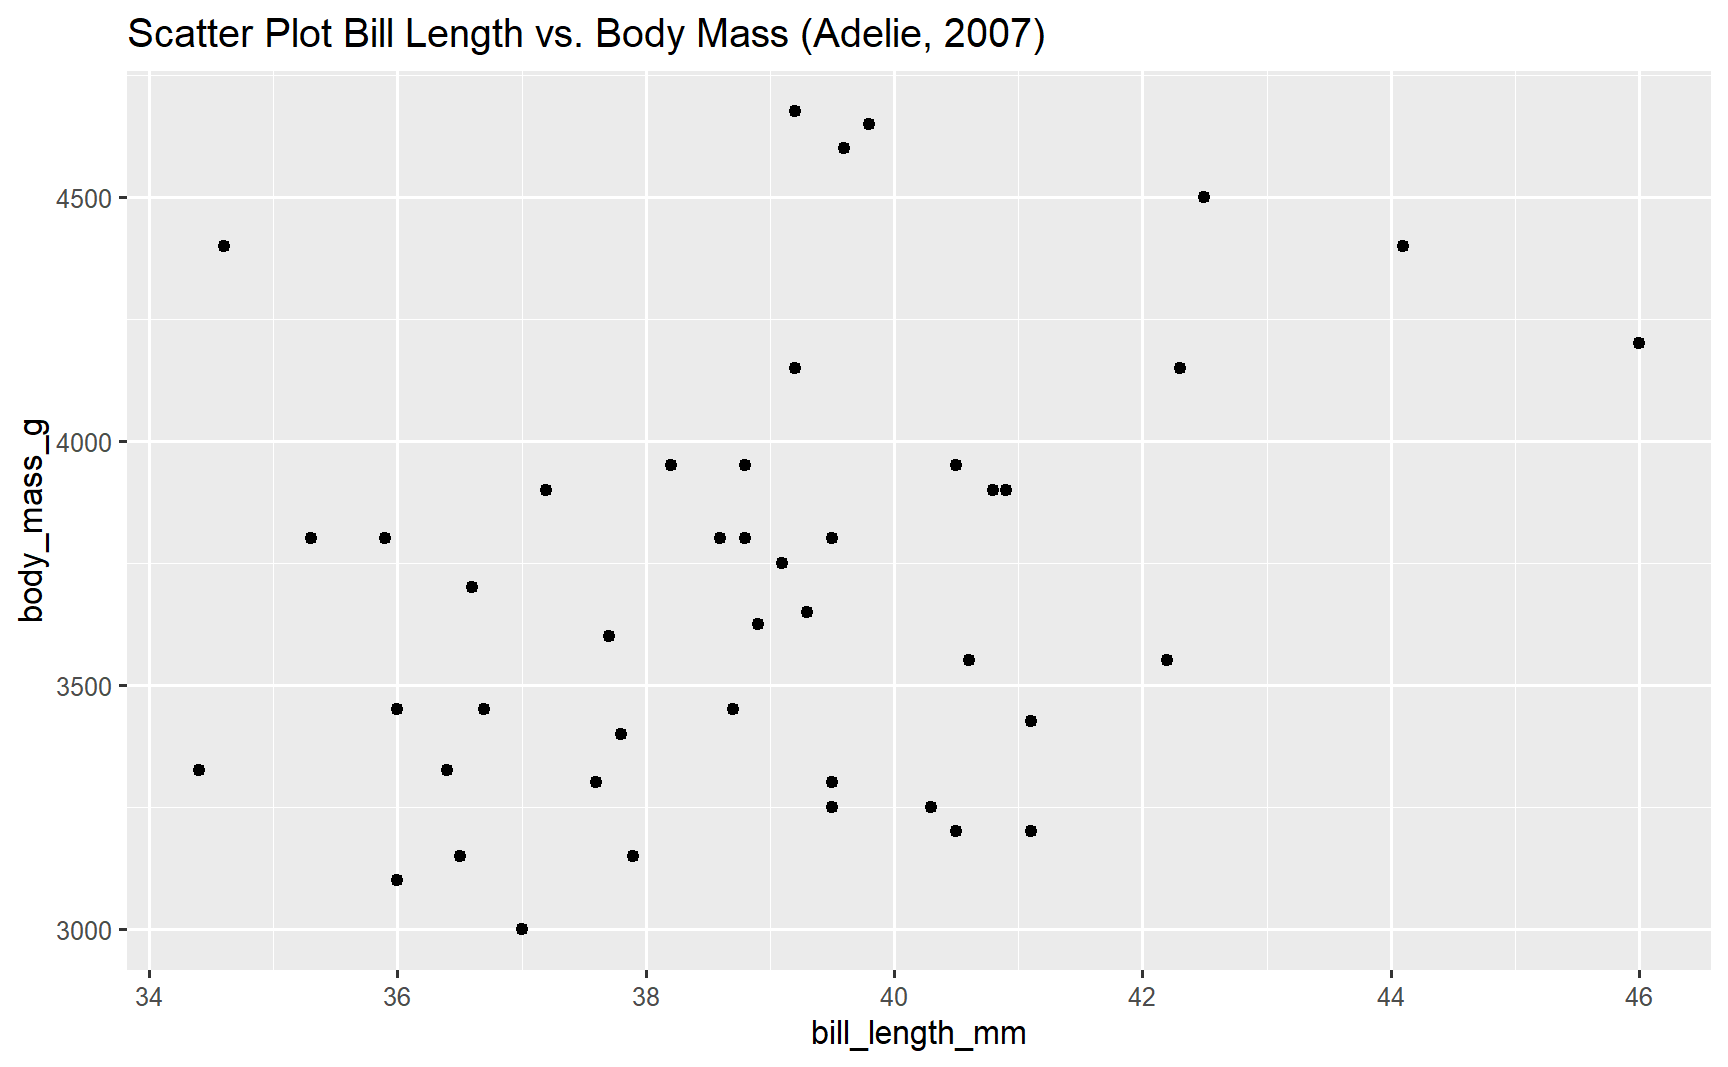 Scatter Plot Bill Length vs. Body Mass (Adelie, 2007)
body_mass_g
4500
4000
3500
3000
34 36 38 40 42 44 46
bill_length_mm